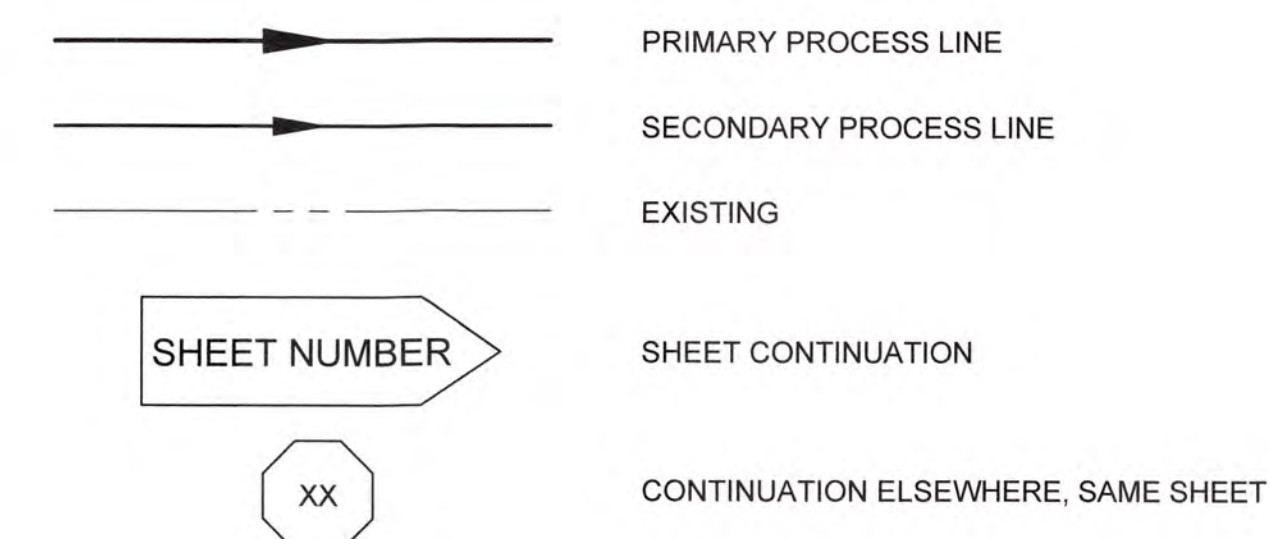 PRIMARY PROCESS LINE
SECONDARY PROCESS LINE
EXISTING
SHEET NUMBER SHEET CONTINUATION
XX CONTINUATION ELSEWHERE, SAME SHEET